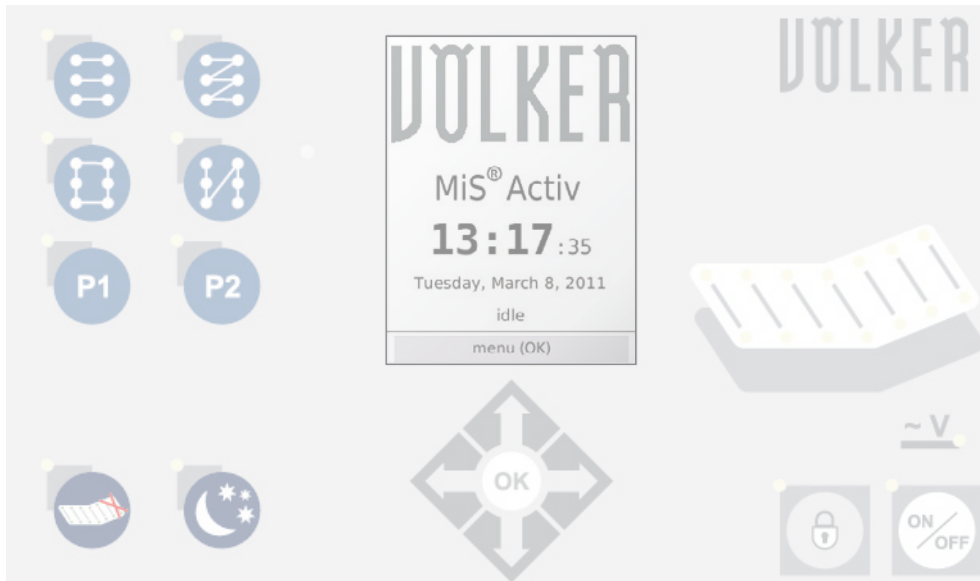 VÖLKER
VÖLKER
MiS® Activ
13:17:35
Tuesday, March 8, 2011
idle
menu (OK)
P1
P2
OK
~ V
ON/OFF